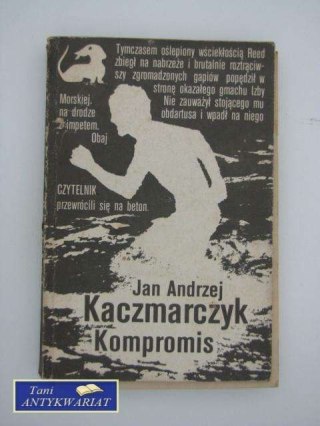 Tymczasem oślepiony wściekłością Reed
zbiegł na nabrzeże i brutalnie roztrąciw-
szy zgromadzonych gapiów popędził w
stronę okazałego gmachu Izby
Morskiej. Nie zauważył stojącego mu
na drodze obdartusa i wpadł na niego
z impetem.
Obaj
CZYTELNIK
przewrócili się na beton.
Jan Andrzej
Kaczmarczyk
Kompromis
Tani
ANTYKWARIAT